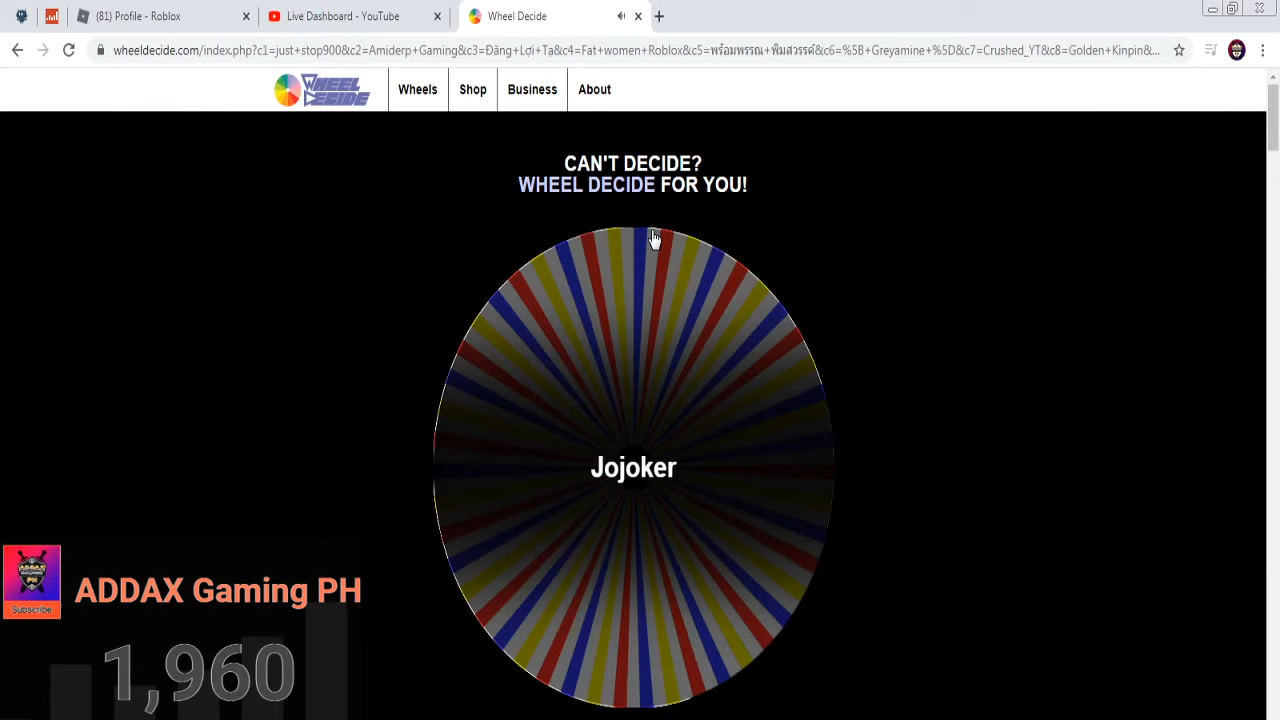 (81) Profile - Roblox
Live Dashboard - YouTube
Wheel Decide
wheeldecide.com/index.php?c1=just+stop900&c2=Amiderp+Gaming&c3=Đăng+Lợi+Tạ&c4=Fat+women+Roblox&c5=พร้อมพรรณ+พิมสวรรค์&c6=%5B+Greyamine+%5D&c7=Crushed_YT&c8=Golden+Kinpin&...
WHEEL DECIDE
Wheels
Shop
Business
About
CAN'T DECIDE?
WHEEL DECIDE FOR YOU!
Jojoker
ADDAX Gaming PH
Subscribe
1,960